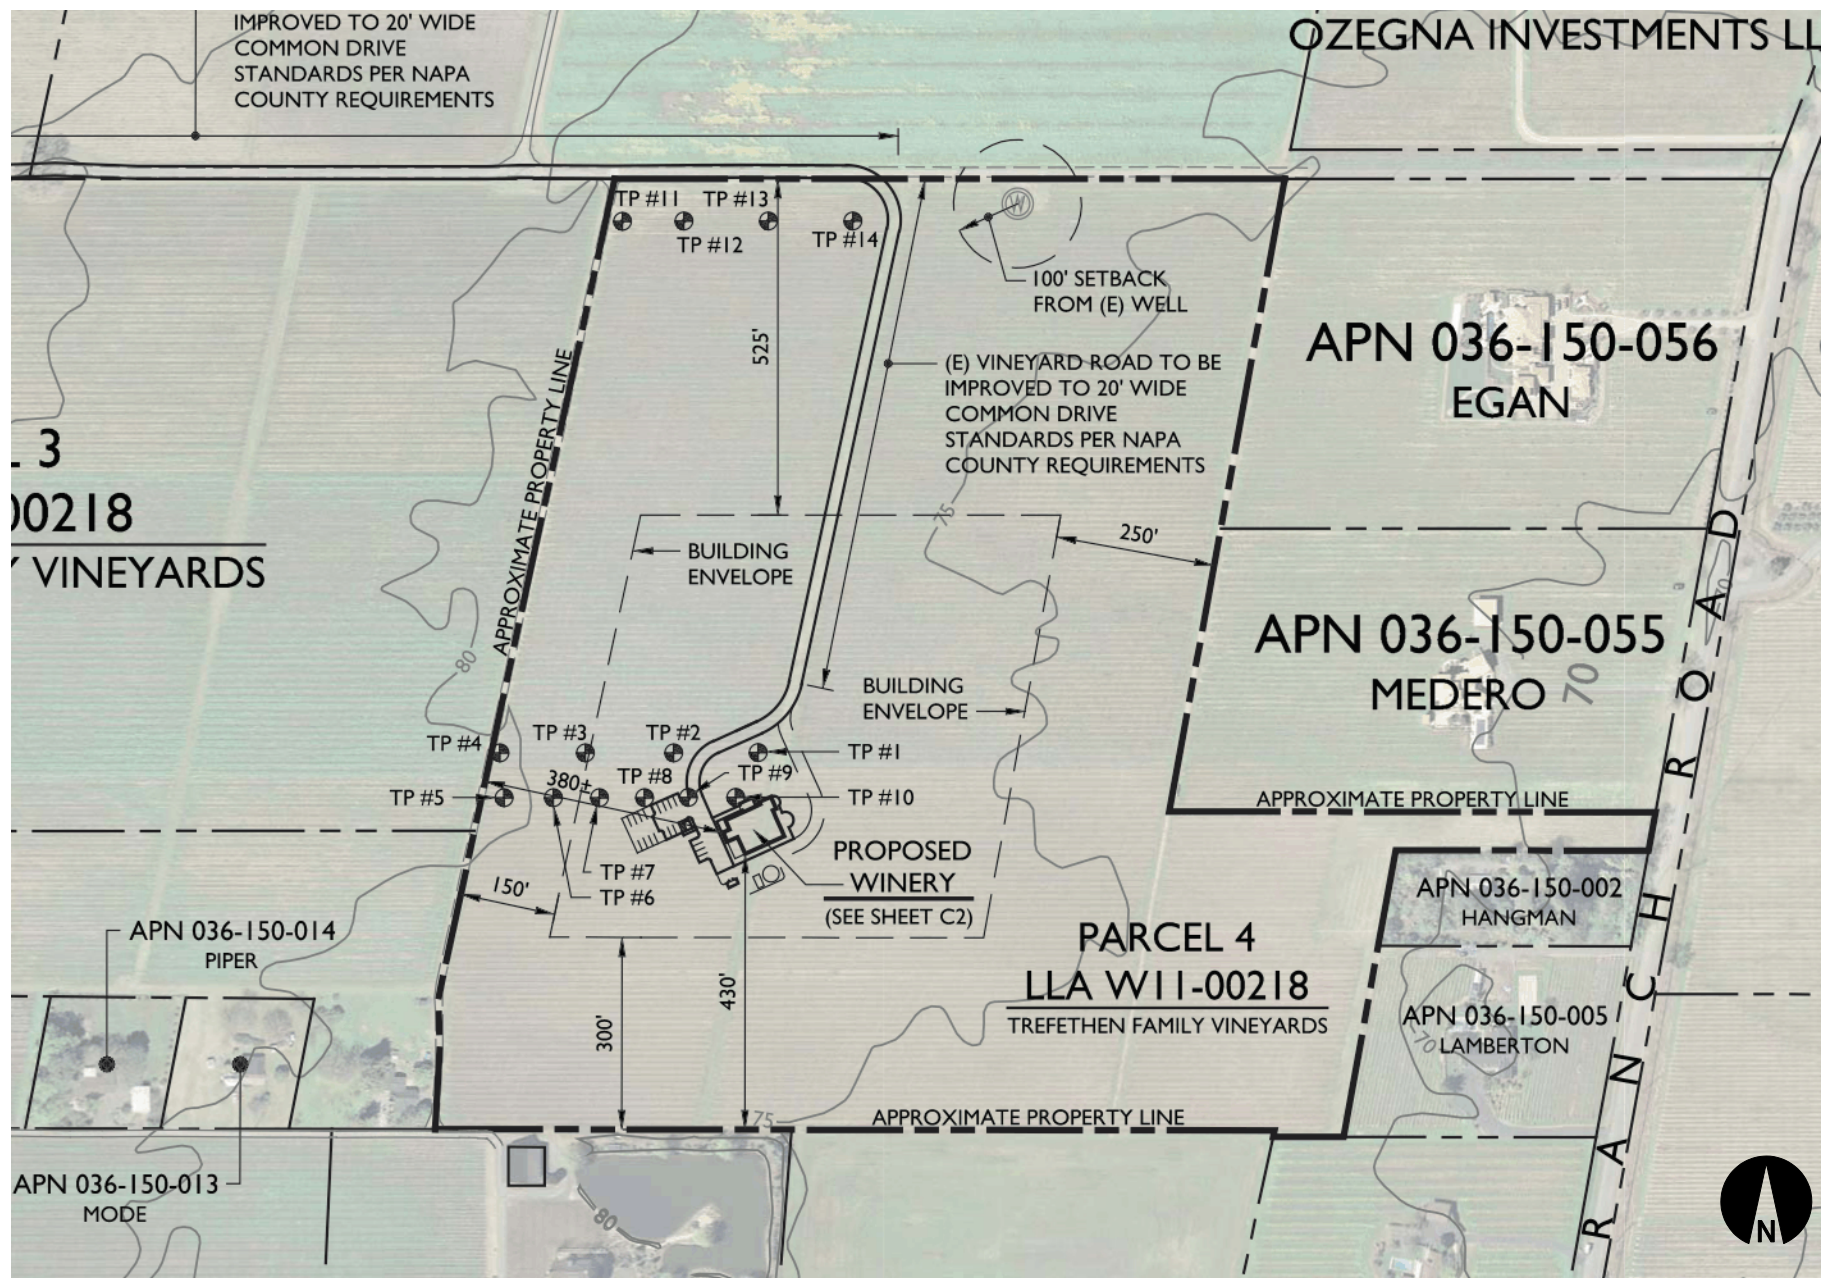 IMPROVED TO 20' WIDE
COMMON DRIVE
STANDARDS PER NAPA
COUNTY REQUIREMENTS
OZEGNA INVESTMENTS LL
TP #11
TP #13
TP #12
TP #14
W
100' SETBACK
FROM (E) WELL
525'
(E) VINEYARD ROAD TO BE
IMPROVED TO 20' WIDE
COMMON DRIVE
STANDARDS PER NAPA
COUNTY REQUIREMENTS
APN 036-150-056
EGAN
L 3
00218
Y VINEYARDS
APPROXIMATE PROPERTY LINE
75
250'
BUILDING
ENVELOPE
80
APN 036-150-055
MEDERO
70
70
BUILDING
ENVELOPE
TP #4
TP #3
TP #2
TP #1
380±
TP #8
TP #9
TP #5
TP #10
APPROXIMATE PROPERTY LINE
TP #7
TP #6
150'
PROPOSED
WINERY
(SEE SHEET C2)
APN 036-150-002
HANGMAN
APN 036-150-014
PIPER
PARCEL 4
LLA W11-00218
TREFETHEN FAMILY VINEYARDS
430'
300'
APN 036-150-005
70
LAMBERTON
75
APPROXIMATE PROPERTY LINE
APN 036-150-013
MODE
80
RANCH ROAD
N